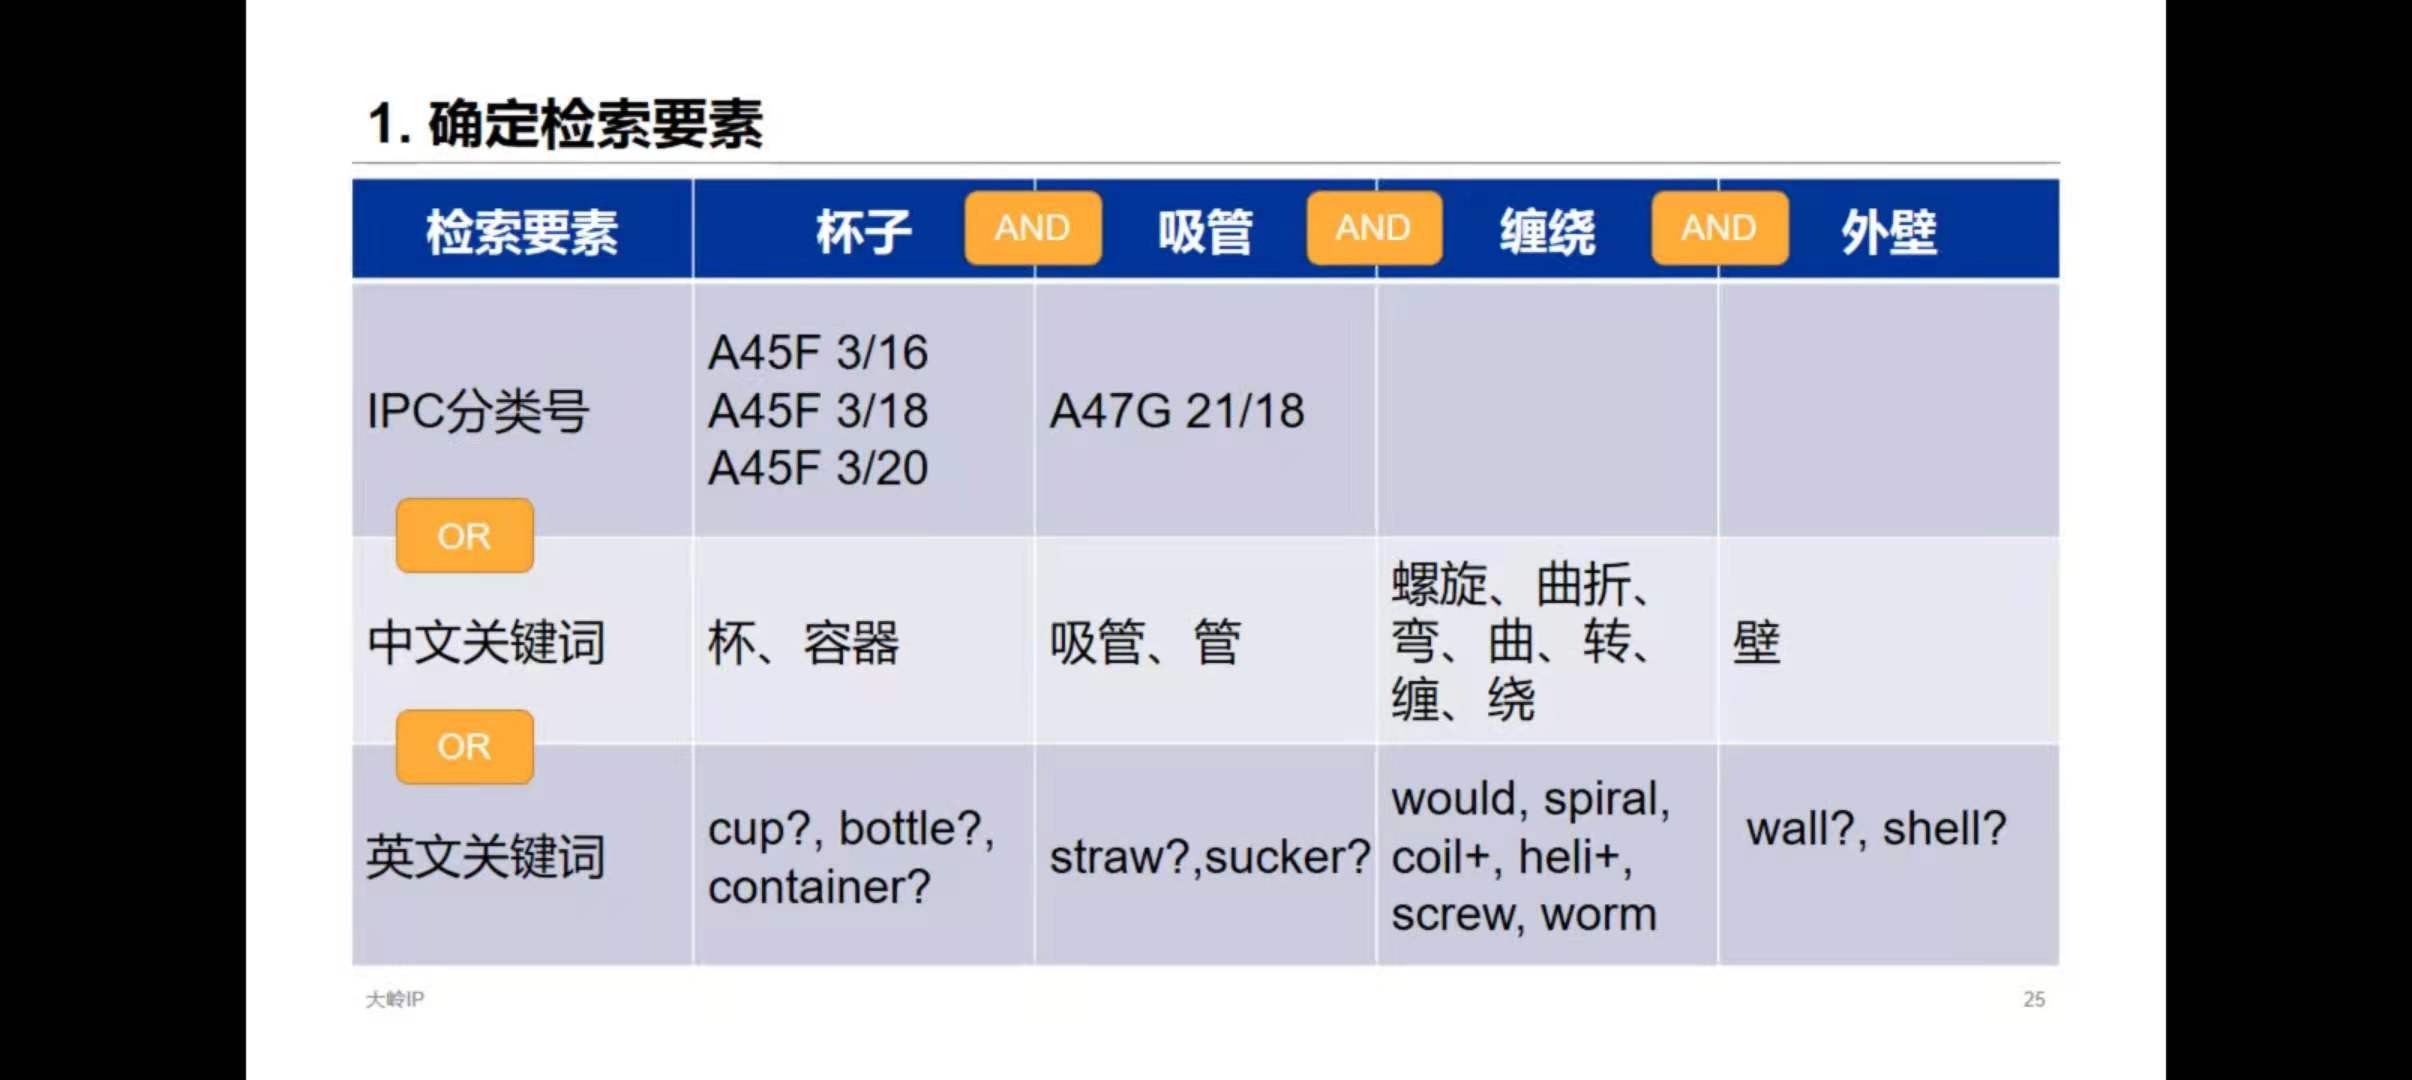 1. 确定检索要素
检索要素 杯子 AND 吸管 AND 缠绕 AND 外壁
IPC分类号
A45F 3/16
A45F 3/18
A45F 3/20
A47G 21/18
OR
中文关键词
杯、容器
吸管、管
螺旋、曲折、
弯、曲、转、
缠、绕
壁
OR
英文关键词
cup?, bottle?,
container?
straw?,sucker?
would, spiral,
coil+, heli+,
screw, worm
wall?, shell?
大岭IP
25